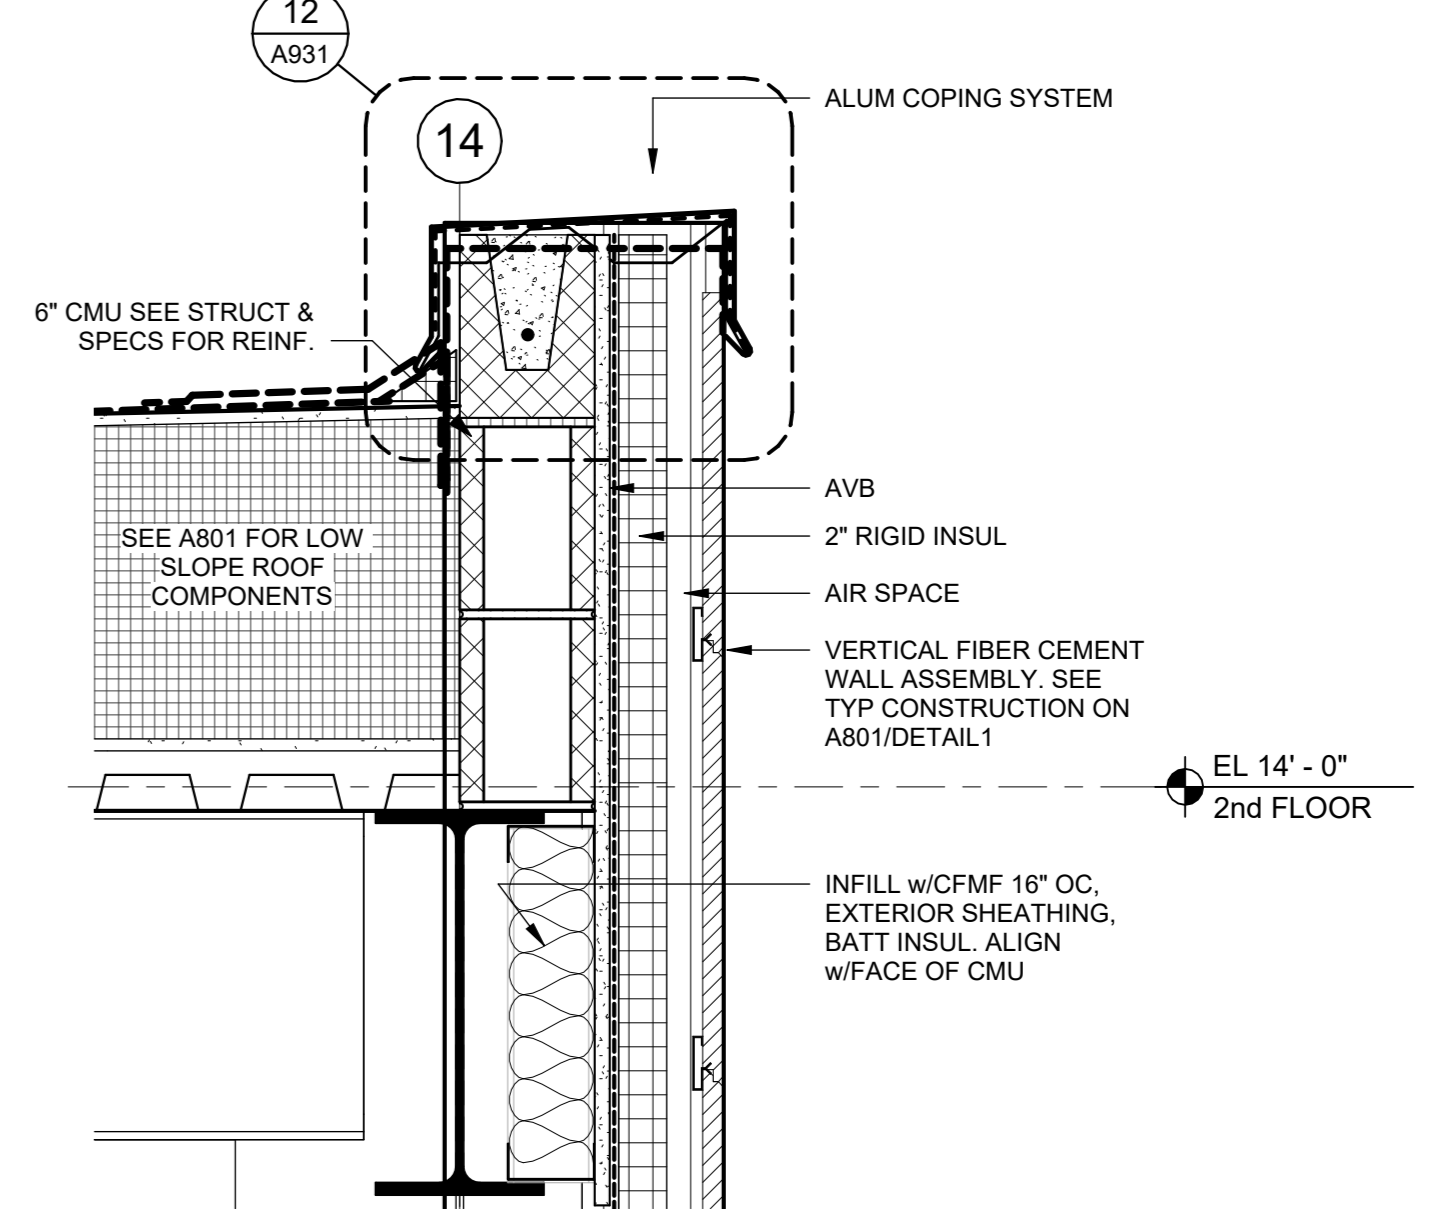 12
A931
14
ALUM COPING SYSTEM
6" CMU SEE STRUCT &
SPECS FOR REINF.
AVB
2" RIGID INSUL
SEE A801 FOR LOW
SLOPE ROOF
COMPONENTS
AIR SPACE
VERTICAL FIBER CEMENT
WALL ASSEMBLY. SEE
TYP CONSTRUCTION ON
A801/DETAIL1
EL 14' - 0"
2nd FLOOR
INFILL w/CFMF 16" OC,
EXTERIOR SHEATHING,
BATT INSUL. ALIGN
w/FACE OF CMU